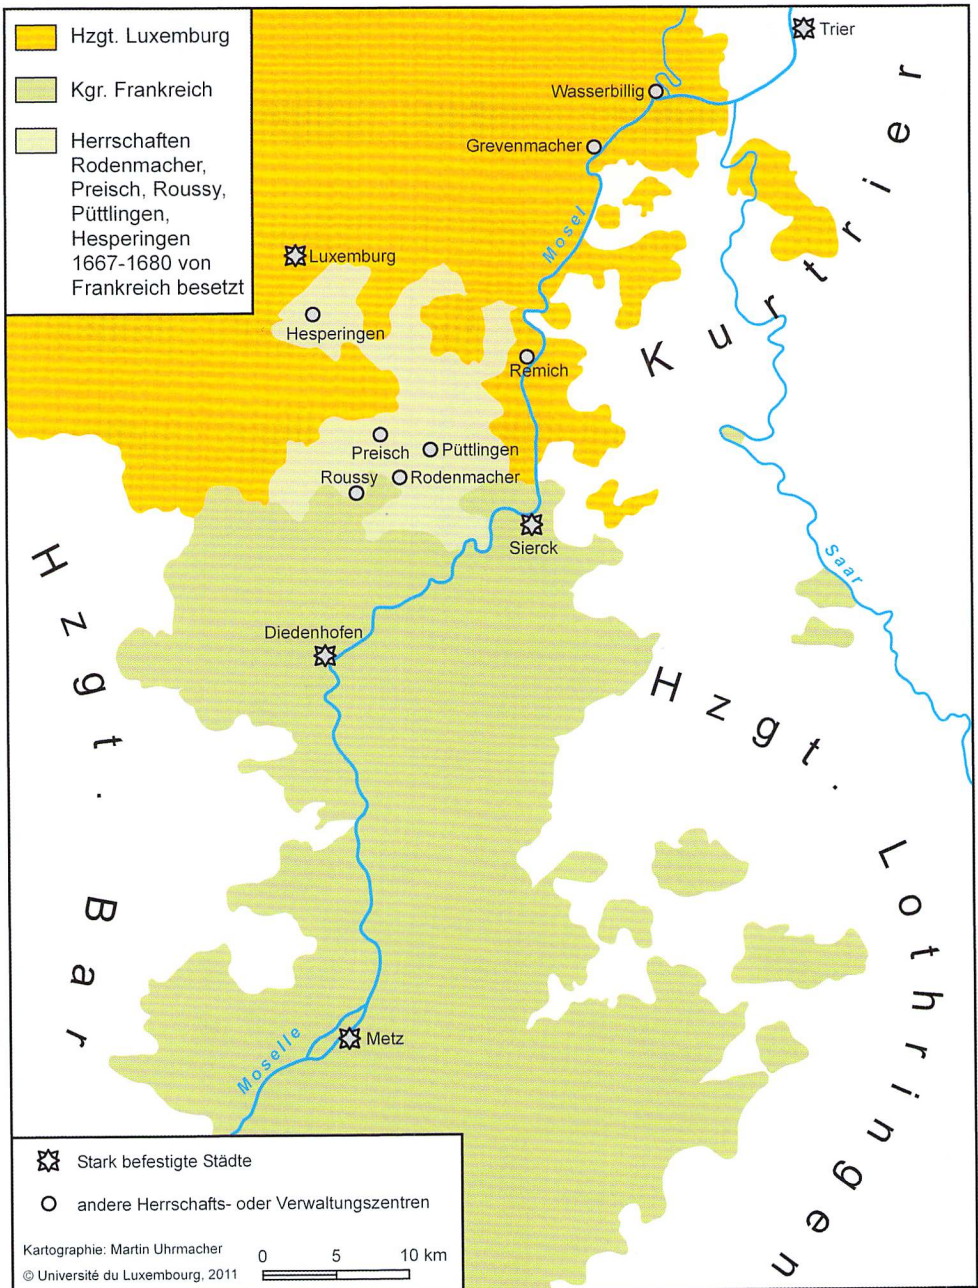 Hzgt. Luxemburg
Kgr. Frankreich
Herrschaften
Rodenmacher,
Preisch, Roussy,
Püttlingen,
Hesperingen
1667-1680 von
Frankreich besetzt
Trier
Wasserbillig
Grevenmacher
Mosel
Kurtrier
Luxemburg
Hesperingen
Remich
Preisch
Püttlingen
Roussy
Rodenmacher
Sierck
Saar
Diedenhofen
Hzgt. Bar
Hzgt. Lothringen
Moselle
Metz
Stark befestigte Städte
andere Herrschafts- oder Verwaltungszentren
Kartographie: Martin Uhrmacher
© Université du Luxembourg, 2011
0 5 10 km